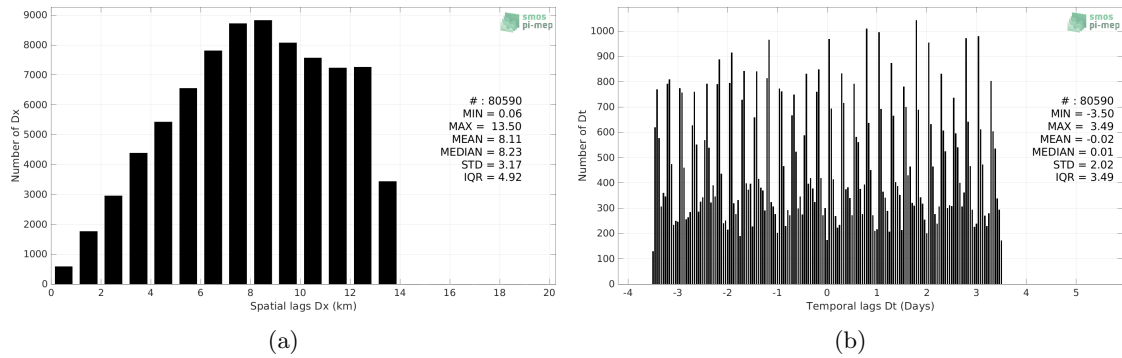 smos
pi-mep
9000
8000
7000
6000
5000
4000
3000
2000
1000
0
Number of Dx
# : 80590
MIN = 0.06
MAX = 13.50
MEAN = 8.11
MEDIAN = 8.23
STD = 3.17
IQR = 4.92
0 2 4 6 8 10 12 14 16 18 20
Spatial lags Dx (km)
(a)
smos
pi-mep
1000
900
800
700
600
500
400
300
200
100
0
Number of Dt
# : 80590
MIN = -3.50
MAX = 3.49
MEAN = -0.02
MEDIAN = 0.01
STD = 2.02
IQR = 3.49
-4 -3 -2 -1 0 1 2 3 4 5
Temporal lags Dt (Days)
(b)